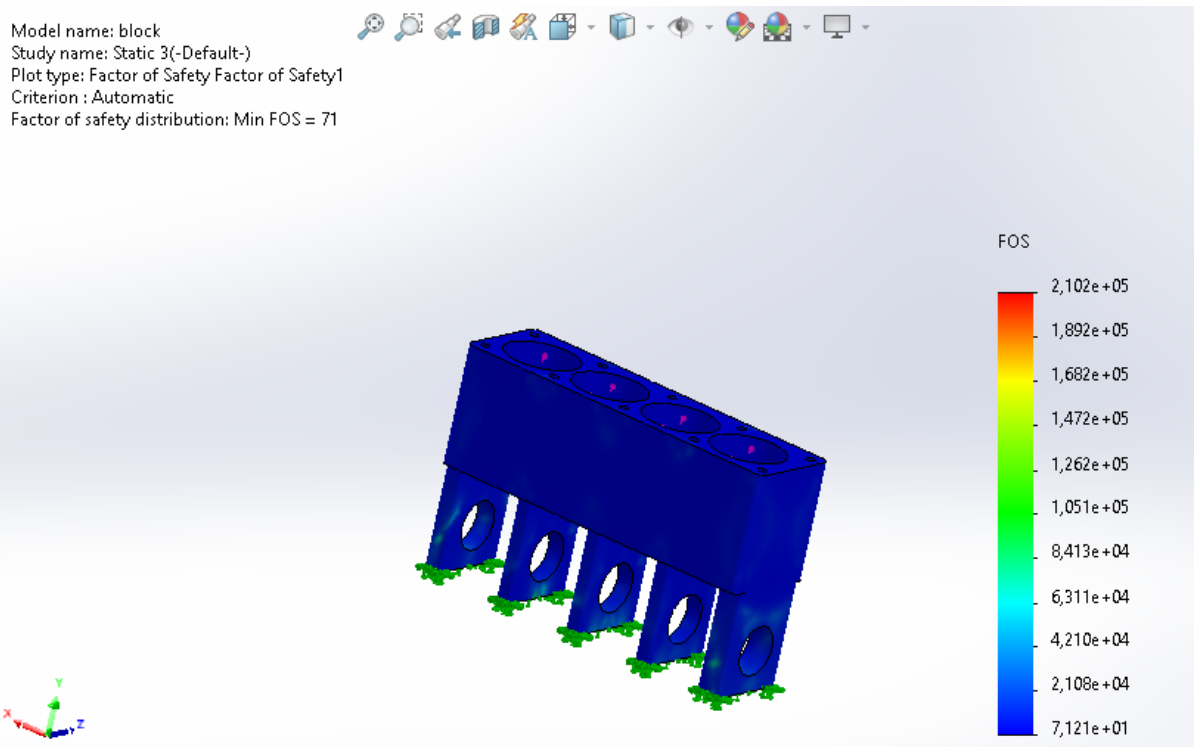 Model name: block
Study name: Static 3(-Default-)
Plot type: Factor of Safety Factor of Safety1
Criterion : Automatic
Factor of safety distribution: Min FOS = 71
FOS
2,102e+05
1,892e+05
1,682e+05
1,472e+05
1,262e+05
1,051e+05
8,413e+04
6,311e+04
4,210e+04
2,108e+04
7,121e+01
Y
X
Z